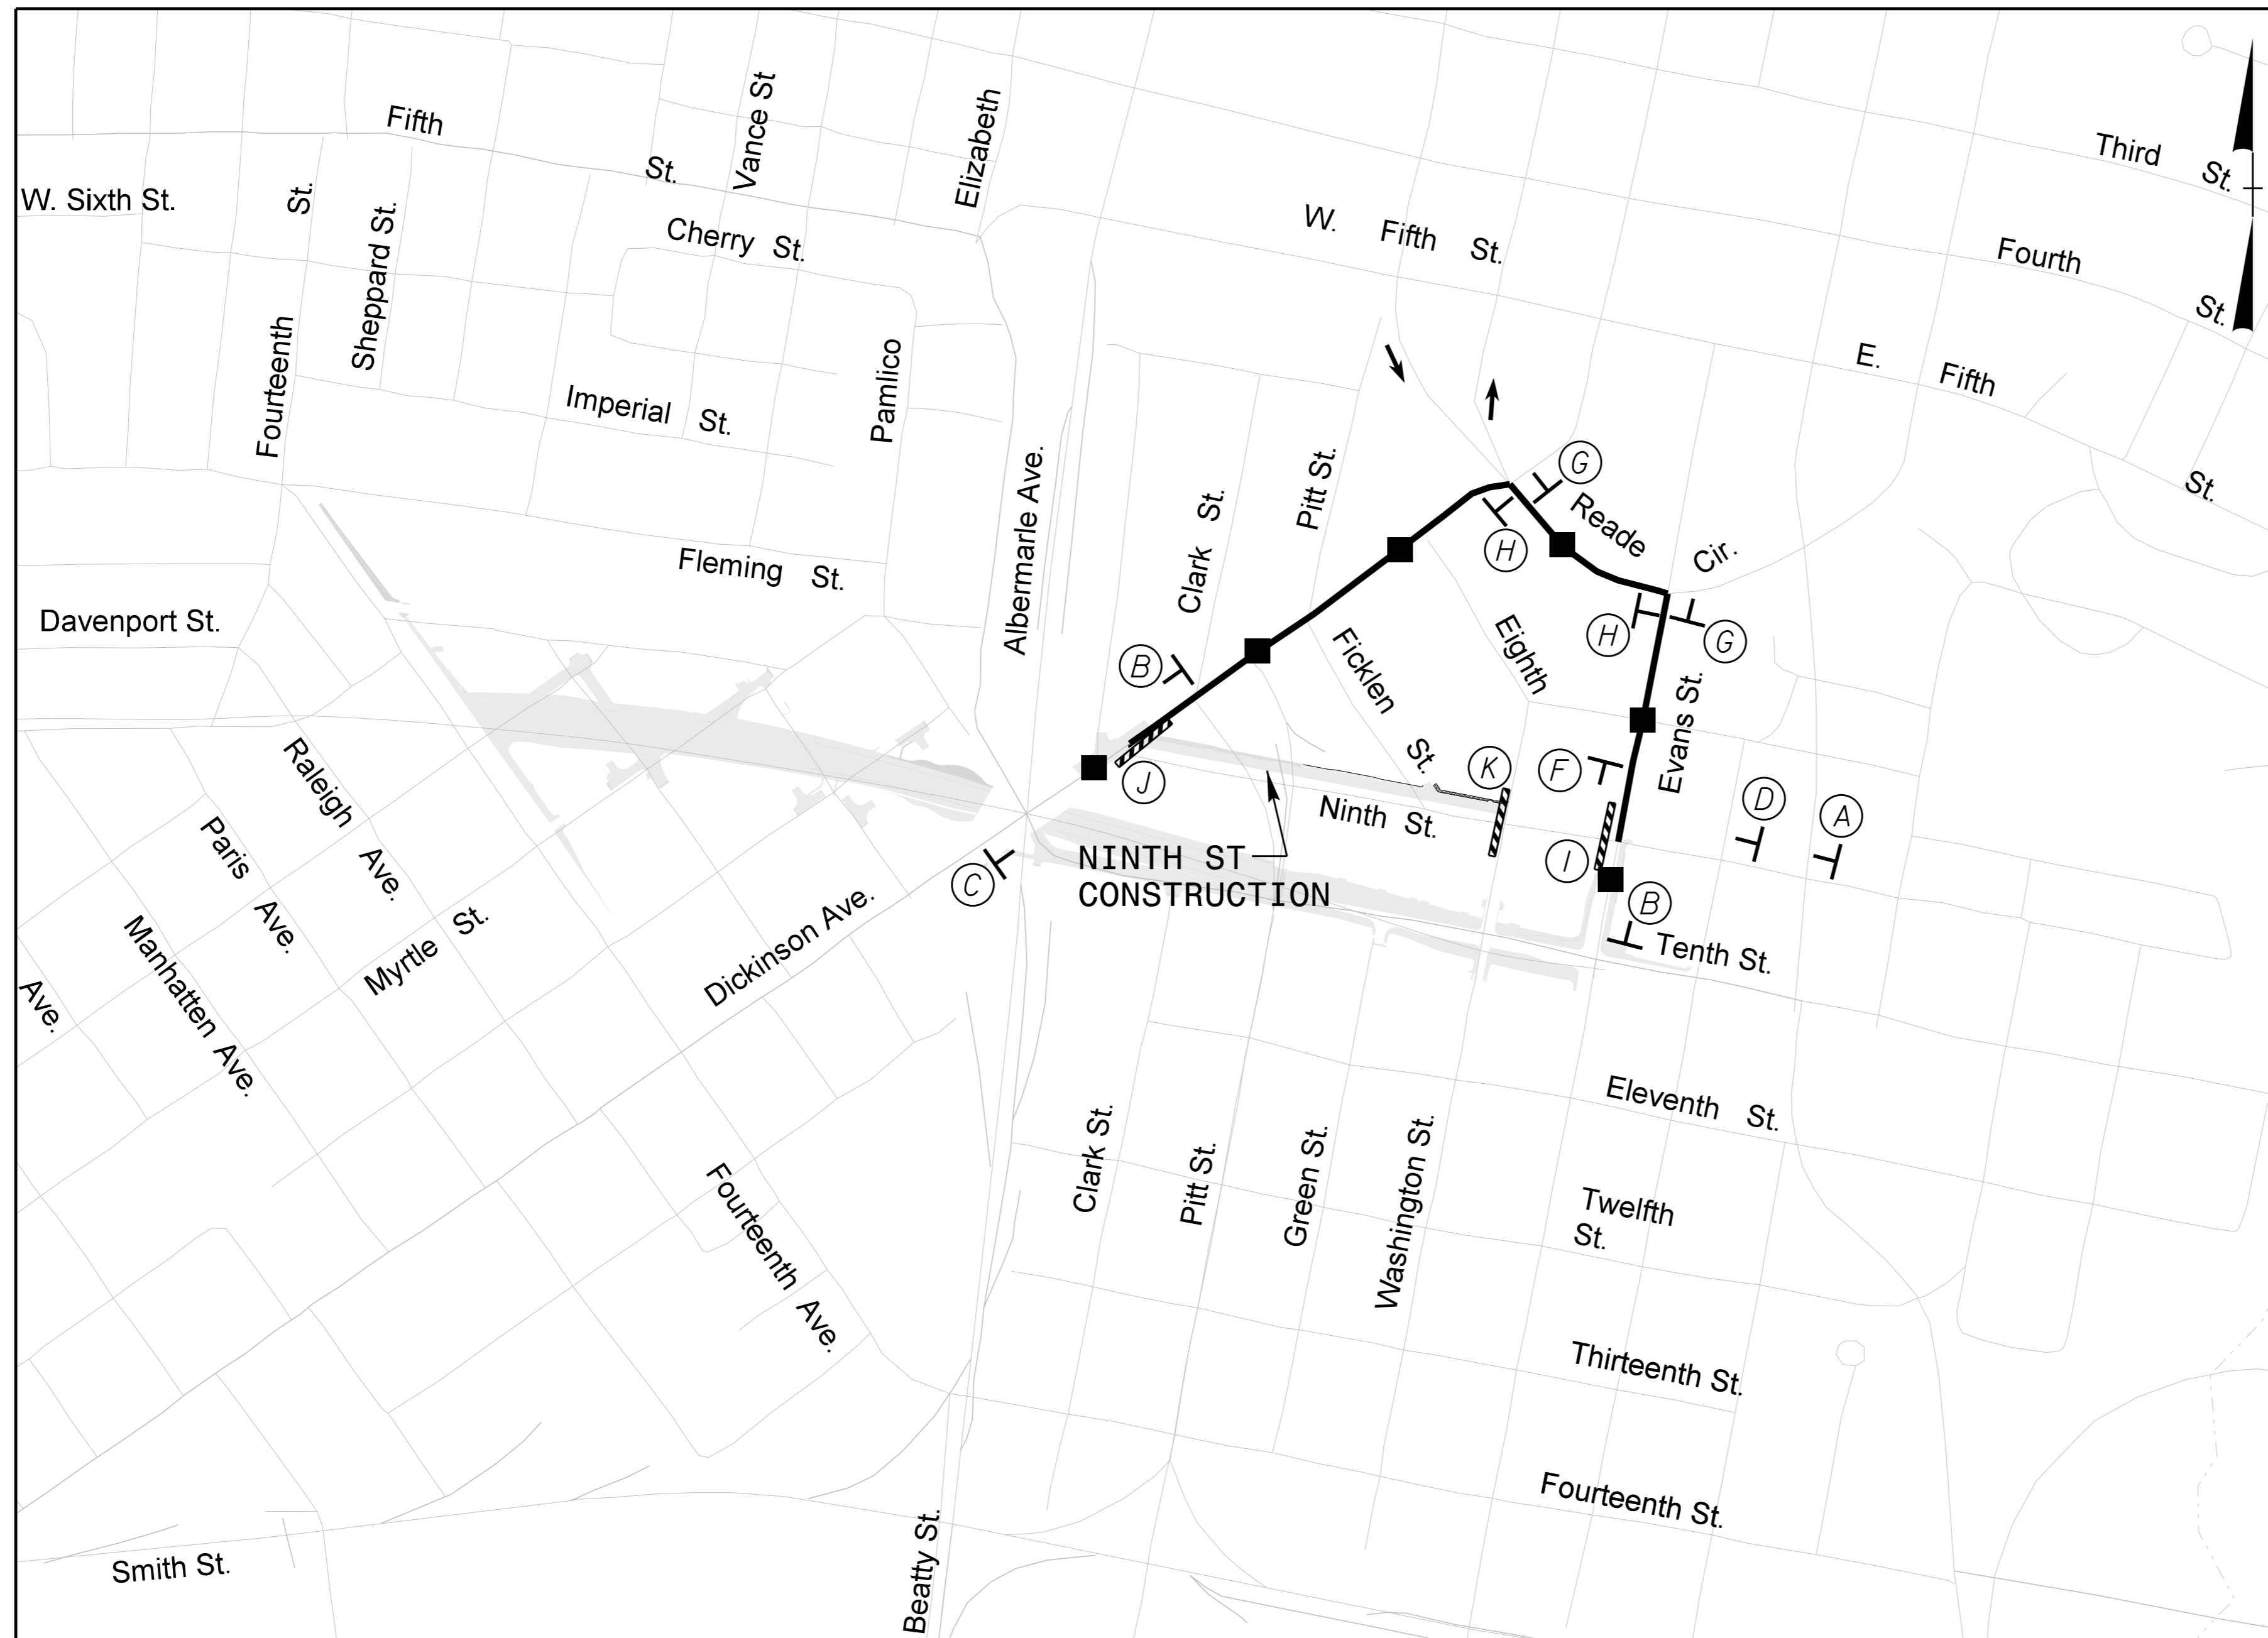 Fifth
St.
Vance St
Elizabeth
Third
St.
W. Sixth St.
St.
Fourteenth
Sheppard St.
Cherry St.
W. Fifth St.
Fourth
St.
Imperial St.
Pamlico
E. Fifth
St.
Albermarle Ave.
Clark St.
Pitt St.
G
Reade
Cir.
H
Fleming St.
Davenport St.
H
G
B
Ficklen
St.
Eighth
Evans St.
Raleigh
Ave.
Paris
Ave.
J
K
F
D
A
Ninth St.
NINTH ST
CONSTRUCTION
C
I
B
Tenth St.
Manhatten Ave.
Myrtle St.
Dickinson Ave.
Ave.
Clark St.
Pitt St.
Green St.
Washington St.
Eleventh St.
Fourteenth Ave.
Twelfth
St.
Thirteenth St.
Fourteenth St.
Smith St.
Beatty St.